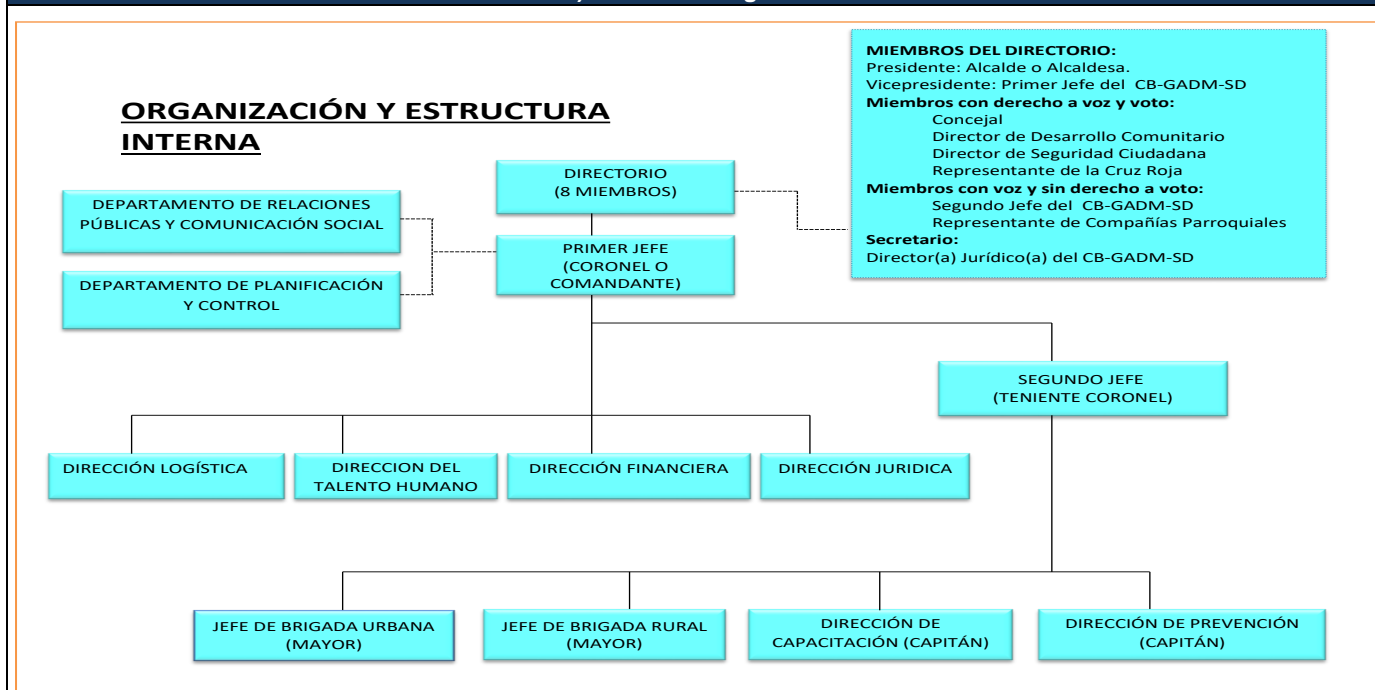 ORGANIZACIÓN Y ESTRUCTURA
INTERNA
MIEMBROS DEL DIRECTORIO:
Presidente: Alcalde o Alcaldesa.
Vicepresidente: Primer Jefe del CB-GADM-SD
Miembros con derecho a voz y voto:
Concejal
Director de Desarrollo Comunitario
Director de Seguridad Ciudadana
Representante de la Cruz Roja
Miembros con voz y sin derecho a voto:
Segundo Jefe del CB-GADM-SD
Representante de Compañías Parroquiales
Secretario:
Director(a) Jurídico(a) del CB-GADM-SD
DIRECTORIO
(8 MIEMBROS)
DEPARTAMENTO DE RELACIONES
PÚBLICAS Y COMUNICACIÓN SOCIAL
PRIMER JEFE
(CORONEL O
COMANDANTE)
DEPARTAMENTO DE PLANIFICACIÓN
Y CONTROL
SEGUNDO JEFE
(TENIENTE CORONEL)
DIRECCIÓN LOGÍSTICA
DIRECCION DEL
TALENTO HUMANO
DIRECCIÓN FINANCIERA
DIRECCIÓN JURIDICA
JEFE DE BRIGADA URBANA
(MAYOR)
JEFE DE BRIGADA RURAL
(MAYOR)
DIRECCIÓN DE
CAPACITACIÓN (CAPITÁN)
DIRECCIÓN DE PREVENCIÓN
(CAPITÁN)